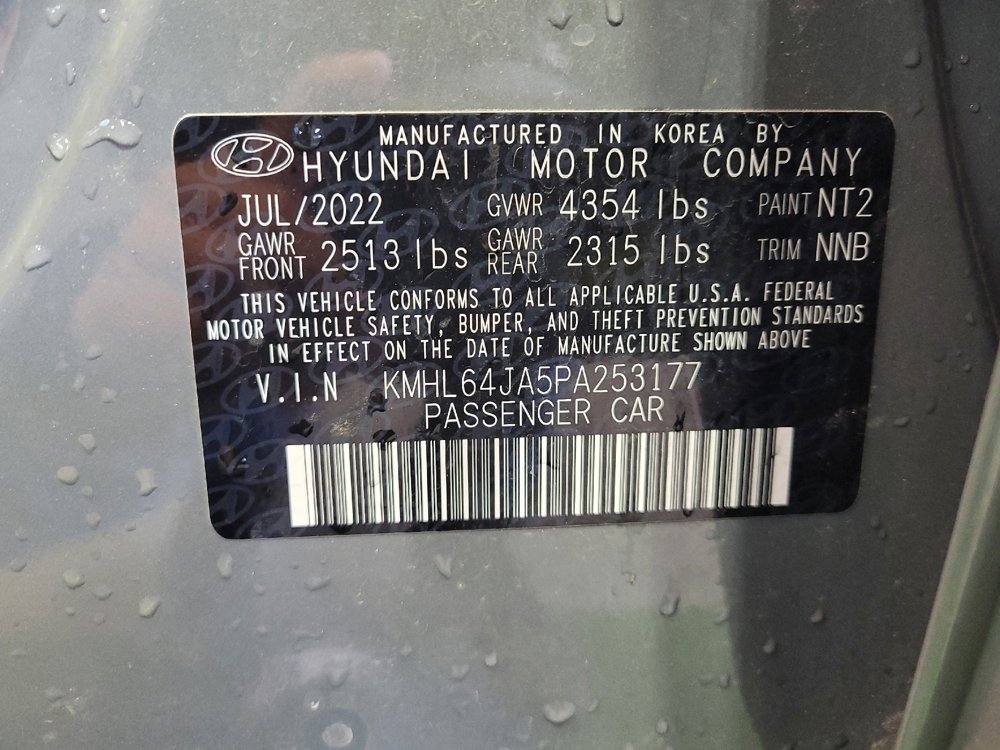 MANUFACTURED IN KOREA BY
HYUNDAI MOTOR COMPANY
JUL/2022 GVWR 4354 lbs PAINT NT2
GAWR FRONT 2513 lbs GAWR REAR 2315 lbs TRIM NNB
THIS VEHICLE CONFORMS TO ALL APPLICABLE U.S.A. FEDERAL
MOTOR VEHICLE SAFETY, BUMPER, AND THEFT PREVENTION STANDARDS
IN EFFECT ON THE DATE OF MANUFACTURE SHOWN ABOVE
V.I.N KMHL64JA5PA253177
PASSENGER CAR